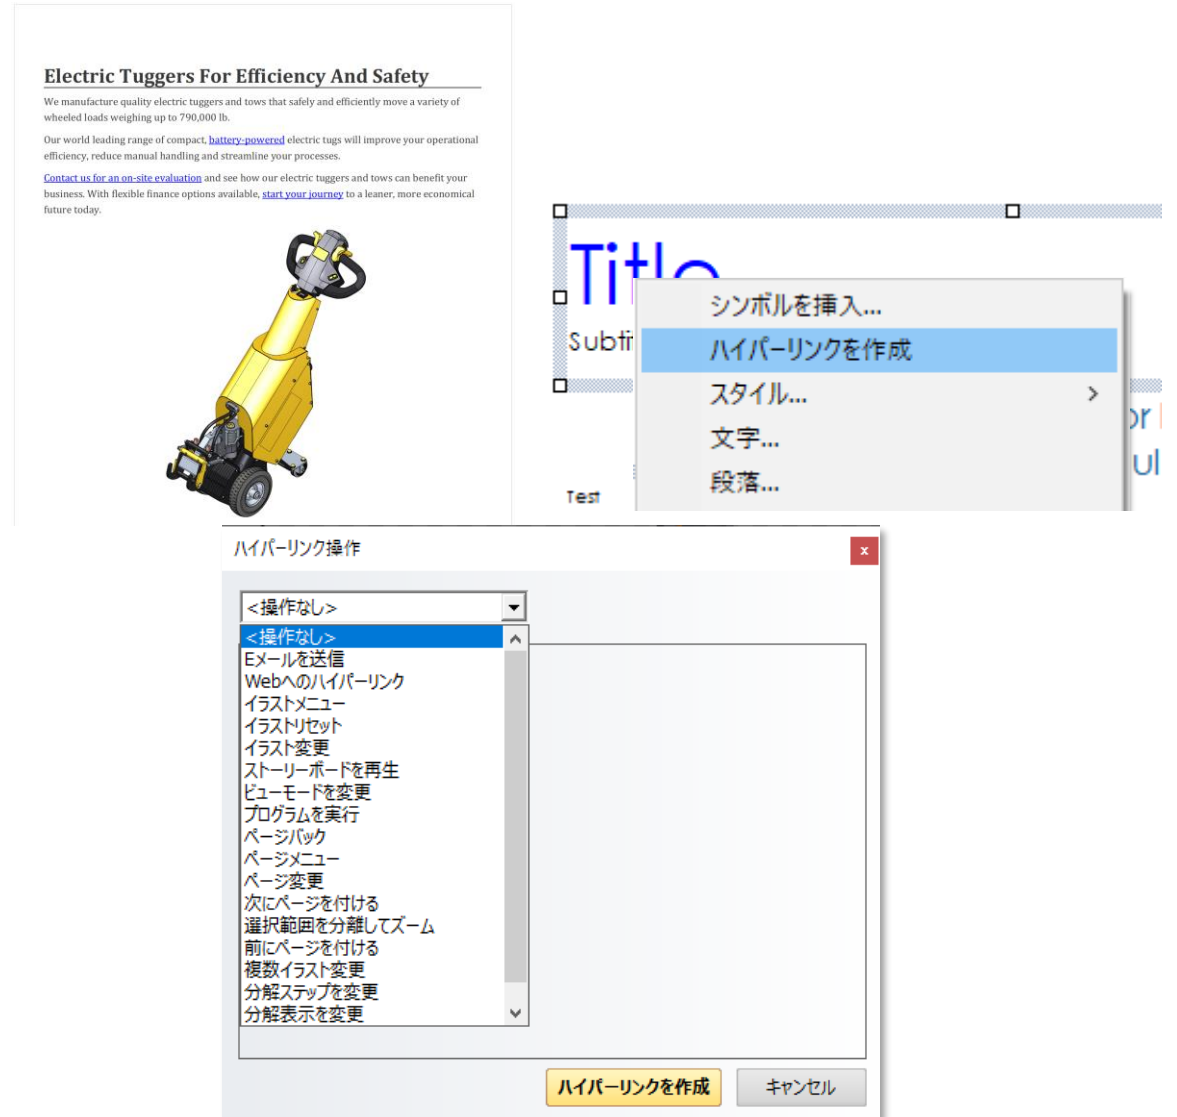 Electric Tuggers For Efficiency And Safety
We manufacture quality electric tuggers and tows that safely and efficiently move a variety of
wheeled loads weighing up to 790,000 lb.
Our world leading range of compact, battery-powered electric tugs will improve your operational
efficiency, reduce manual handling and streamline your processes.
Contact us for an on-site evaluation and see how our electric tuggers and tows can benefit your
business. With flexible finance options available, start your journey to a leaner, more economical
future today.
Title
Subti
シンボルを挿入...
ハイパーリンクを作成
スタイル...
文字...
段落...
or
ul
Test
ハイパーリンク操作
x
<操作なし>
<操作なし>
Eメールを送信
Webへのハイパーリンク
イラストメニュー
イラストリセット
イラスト変更
ストーリーボードを再生
ビューモードを変更
プログラムを実行
ページバック
ページメニュー
ページ変更
次にページを付ける
選択範囲を分離してズーム
前にページを付ける
複数イラスト変更
分解ステップを変更
分解表示を変更
ハイパーリンクを作成
キャンセル